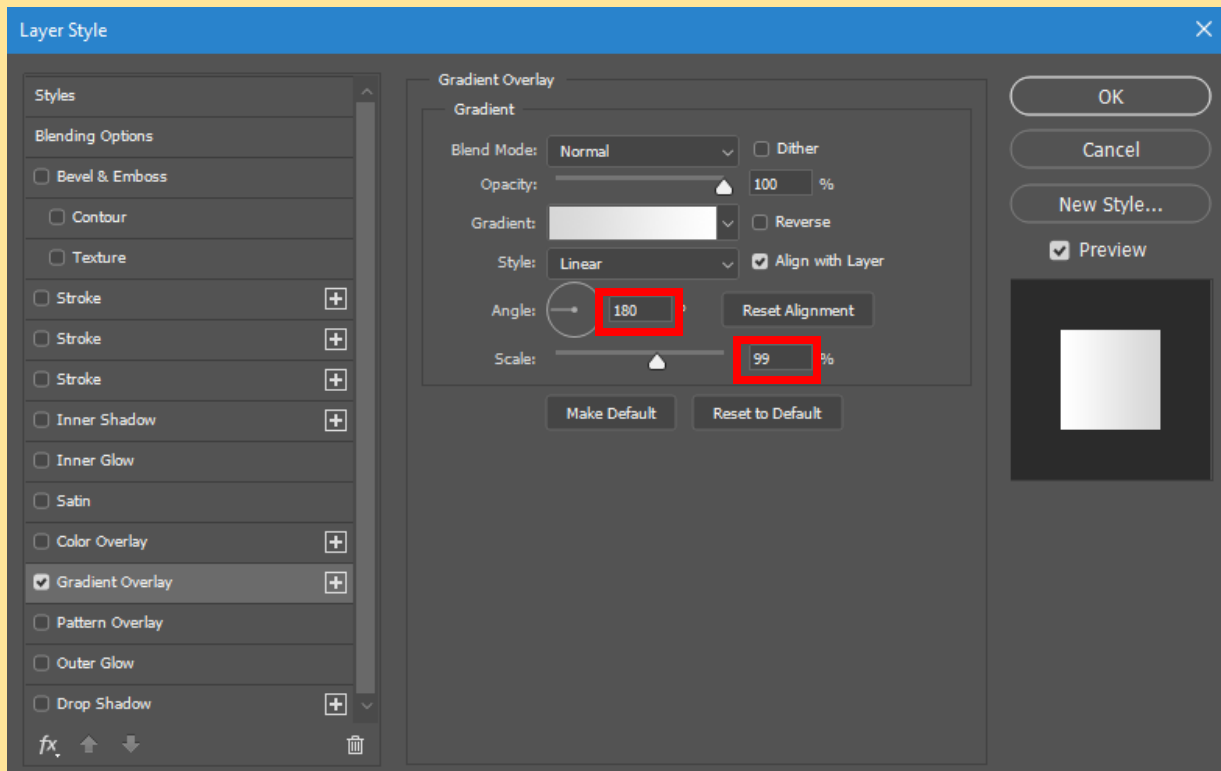 Layer Style
Styles
Blending Options
Bevel & Emboss
Contour
Texture
Stroke
Stroke
Stroke
Inner Shadow
Inner Glow
Satin
Color Overlay
Gradient Overlay
Pattern Overlay
Outer Glow
Drop Shadow
fx
Gradient Overlay
Gradient
Blend Mode: Normal Dither
Opacity: 100 %
Gradient: Reverse
Style: Linear Align with Layer
Angle: 180 ° Reset Alignment
Scale: 99 %
Make Default Reset to Default
OK
Cancel
New Style...
Preview